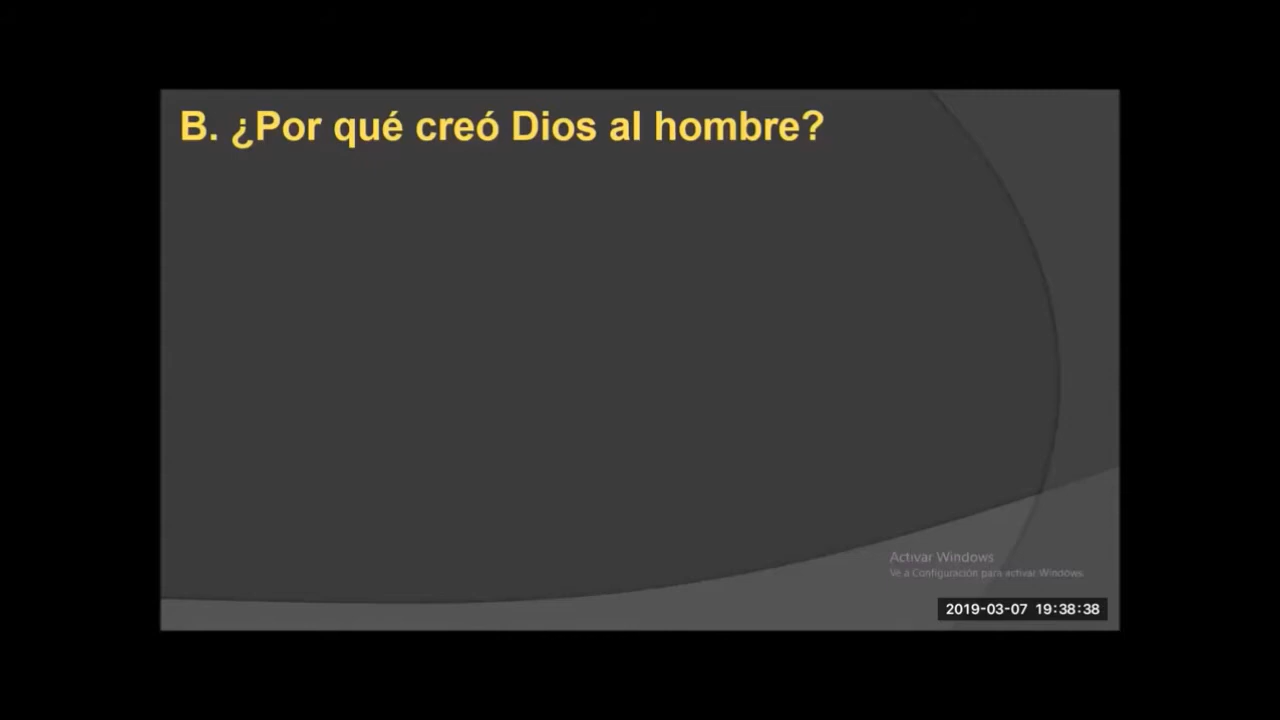 B. ¿Por qué creó Dios al hombre?
Activar Windows
Ve a Configuración para activar Windows.
2019-03-07 19:38:38